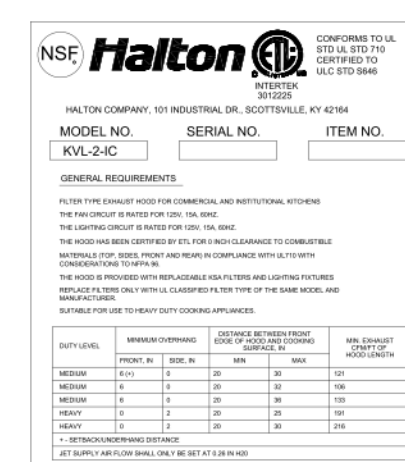 NSF Halton ETL
CONFORMS TO UL
STD UL STD 710
CERTIFIED TO
ULC STD S646
INTERTEK
3012225
HALTON COMPANY, 101 INDUSTRIAL DR., SCOTTSVILLE, KY 42164
MODEL NO. SERIAL NO. ITEM NO.
KVL-2-IC
GENERAL REQUIREMENTS
FILTER TYPE EXHAUST HOOD FOR COMMERCIAL AND INSTITUTIONAL KITCHENS
THE FAN CIRCUIT IS RATED FOR 125V, 15A, 60HZ.
THE LIGHTING CIRCUIT IS RATED FOR 125V, 15A, 60HZ.
THE HOOD HAS BEEN CERTIFIED BY ETL FOR 0 INCH CLEARANCE TO COMBUSTIBLE
MATERIALS (TOP, SIDES, FRONT AND REAR) IN COMPLIANCE WITH UL710 WITH
CONSIDERATIONS TO NFPA 96.
THE HOOD IS PROVIDED WITH REPLACEABLE KSA FILTERS AND LIGHTING FIXTURES
REPLACE FILTERS ONLY WITH UL CLASSIFIED FILTER TYPE OF THE SAME MODEL AND
MANUFACTURER.
SUITABLE FOR USE TO HEAVY DUTY COOKING APPLIANCES.
DUTY LEVEL MINIMUM OVERHANG DISTANCE BETWEEN FRONT EDGE OF HOOD AND COOKING SURFACE, IN MIN. EXHAUST CFM/FT OF HOOD LENGTH
FRONT, IN SIDE, IN MIN MAX
MEDIUM 6 (+) 0 20 30 121
MEDIUM 6 0 20 32 106
MEDIUM 6 0 20 36 133
HEAVY 0 2 20 25 191
HEAVY 0 2 20 30 216
+ - SETBACK/UNDERHANG DISTANCE
JET SUPPLY AIR FLOW SHALL ONLY BE SET AT 0.26 IN H20